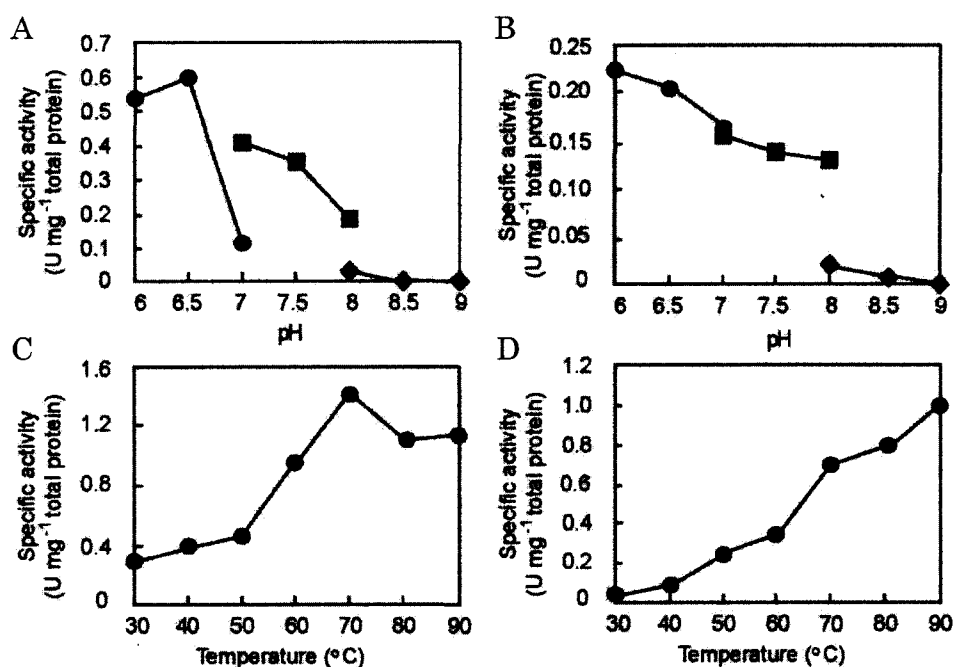 A
Specific activity
(U mg⁻¹ total protein)
0.7
0.6
0.5
0.4
0.3
0.2
0.1
0
6 6.5 7 7.5 8 8.5 9
pH
B
Specific activity
(U mg⁻¹ total protein)
0.25
0.20
0.15
0.10
0.05
0
6 6.5 7 7.5 8 8.5 9
pH
C
Specific activity
(U mg⁻¹ total protein)
1.6
1.2
0.8
0.4
0
30 40 50 60 70 80 90
Temperature (°C)
D
Specific activity
(U mg⁻¹ total protein)
1.2
1.0
0.8
0.6
0.4
0.2
0
30 40 50 60 70 80 90
Temperature (°C)